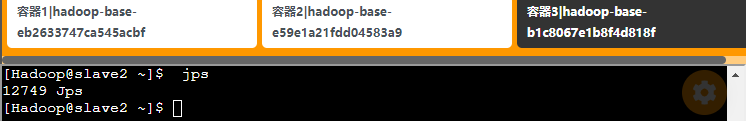 容器1|hadoop-base-
eb2633747ca545acbf
容器2|hadoop-base-
e59e1a21fdd04583a9
容器3|hadoop-base-
b1c8067e1b8f4d818f
[Hadoop@slave2 ~]$  jps
12749 Jps
[Hadoop@slave2 ~]$